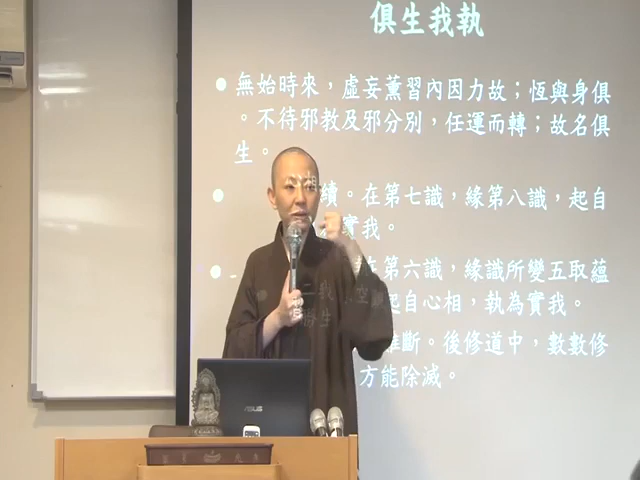 俱生我執
無始時來，虛妄薰習內因力故；恆與身俱
。不待邪教及邪分別，任運而轉；故名俱
生。
續。在第七識，緣第八識，起自
實我。
第六識，緣識所變五取蘊
起自心相，執為實我。
斷。後修道中，數數修
方能除滅。
ASUS